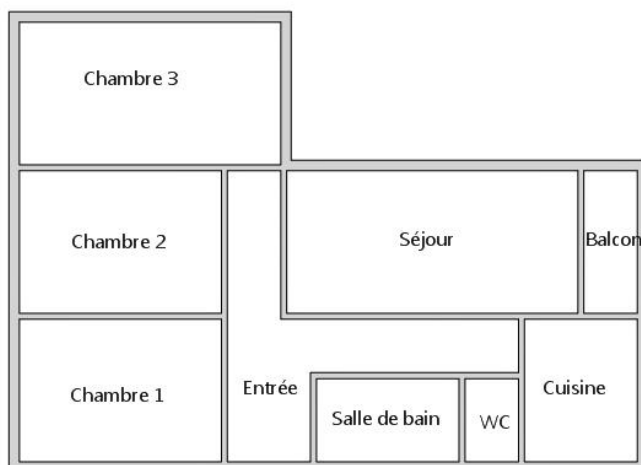 Chambre 3
Chambre 2
Séjour
Balcon
Chambre 1
Entrée
Salle de bain
WC
Cuisine